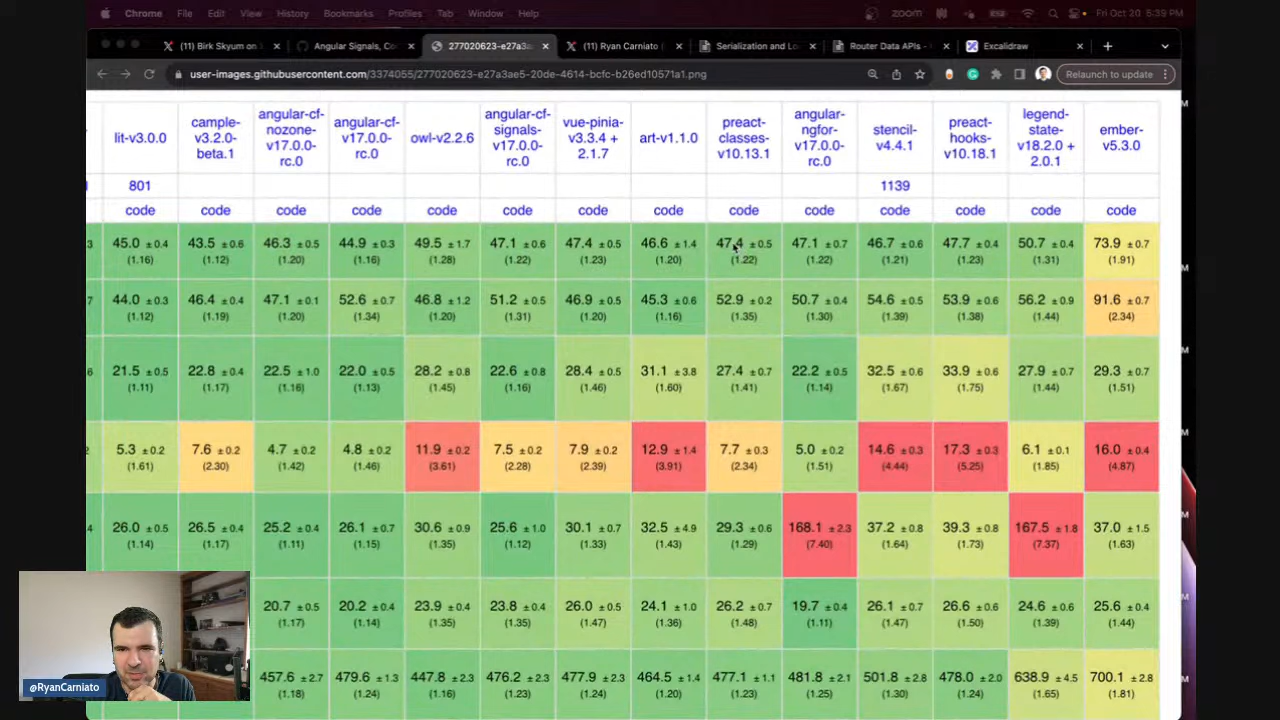 Chrome File Edit View History Bookmarks Profiles Tab Window Help zoom Fri Oct 20 5:39 PM
(11) Birk Skyum on Angular Signals, Co 277020623-e27a3a (11) Ryan Carniato Serialization and Lo Router Data APIs - Excalidraw
user-images.githubusercontent.com/3374055/277020623-e27a3ae5-20de-4614-bcfc-b26ed10571a1.png Relaunch to update
lit-v3.0.0 cample-v3.2.0-beta.1 angular-cf-nozone-v17.0.0-rc.0 angular-cf-v17.0.0-rc.0 owl-v2.2.6 angular-cf-signals-v17.0.0-rc.0 vue-pinia-v3.3.4 + 2.1.7 art-v1.1.0 preact-classes-v10.13.1 angular-ngfor-v17.0.0-rc.0 stencil-v4.4.1 preact-hooks-v10.18.1 legend-state-v18.2.0 + 2.0.1 ember-v5.3.0
801 1139
code code code code code code code code code code code code code code
3 45.0 ±0.4 43.5 ±0.6 46.3 ±0.5 44.9 ±0.3 49.5 ±1.7 47.1 ±0.6 47.4 ±0.5 46.6 ±1.4 47.4 ±0.5 47.1 ±0.7 46.7 ±0.6 47.7 ±0.4 50.7 ±0.4 73.9 ±0.7
(1.16) (1.12) (1.20) (1.16) (1.28) (1.22) (1.23) (1.20) (1.22) (1.22) (1.21) (1.23) (1.31) (1.91)
7 44.0 ±0.3 46.4 ±0.4 47.1 ±0.1 52.6 ±0.7 46.8 ±1.2 51.2 ±0.5 46.9 ±0.5 45.3 ±0.6 52.9 ±0.2 50.7 ±0.4 54.6 ±0.5 53.9 ±0.6 56.2 ±0.9 91.6 ±0.7
(1.12) (1.19) (1.20) (1.34) (1.20) (1.31) (1.20) (1.16) (1.35) (1.30) (1.39) (1.38) (1.44) (2.34)
6 21.5 ±0.5 22.8 ±0.4 22.5 ±1.0 22.0 ±0.5 28.2 ±0.8 22.6 ±0.8 28.4 ±0.5 31.1 ±3.8 27.4 ±0.7 22.2 ±0.5 32.5 ±0.6 33.9 ±0.6 27.9 ±0.7 29.3 ±0.7
(1.11) (1.17) (1.16) (1.13) (1.45) (1.16) (1.46) (1.60) (1.41) (1.14) (1.67) (1.75) (1.44) (1.51)
2 5.3 ±0.2 7.6 ±0.2 4.7 ±0.2 4.8 ±0.2 11.9 ±0.2 7.5 ±0.2 7.9 ±0.2 12.9 ±1.4 7.7 ±0.3 5.0 ±0.2 14.6 ±0.3 17.3 ±0.3 6.1 ±0.1 16.0 ±0.4
(1.61) (2.30) (1.42) (1.46) (3.61) (2.28) (2.39) (3.91) (2.34) (1.51) (4.44) (5.25) (1.85) (4.87)
4 26.0 ±0.5 26.5 ±0.4 25.2 ±0.4 26.1 ±0.7 30.6 ±0.9 25.6 ±1.0 30.1 ±0.7 32.5 ±4.9 29.3 ±0.6 168.1 ±2.3 37.2 ±0.8 39.3 ±0.8 167.5 ±1.8 37.0 ±1.5
(1.14) (1.17) (1.11) (1.15) (1.35) (1.12) (1.33) (1.43) (1.29) (7.40) (1.64) (1.73) (7.37) (1.63)
20.7 ±0.5 20.2 ±0.4 23.9 ±0.4 23.8 ±0.4 26.0 ±0.5 24.1 ±1.0 26.2 ±0.7 19.7 ±0.4 26.1 ±0.7 26.6 ±0.6 24.6 ±0.6 25.6 ±0.4
(1.17) (1.14) (1.35) (1.35) (1.47) (1.36) (1.48) (1.11) (1.47) (1.50) (1.39) (1.44)
457.6 ±2.7 479.6 ±1.3 447.8 ±2.3 476.2 ±2.3 477.9 ±2.3 464.5 ±1.4 477.1 ±1.1 481.8 ±2.1 501.8 ±2.8 478.0 ±2.0 638.9 ±4.5 700.1 ±2.8
(1.18) (1.24) (1.16) (1.23) (1.24) (1.20) (1.23) (1.25) (1.30) (1.24) (1.65) (1.81)
@RyanCarniato